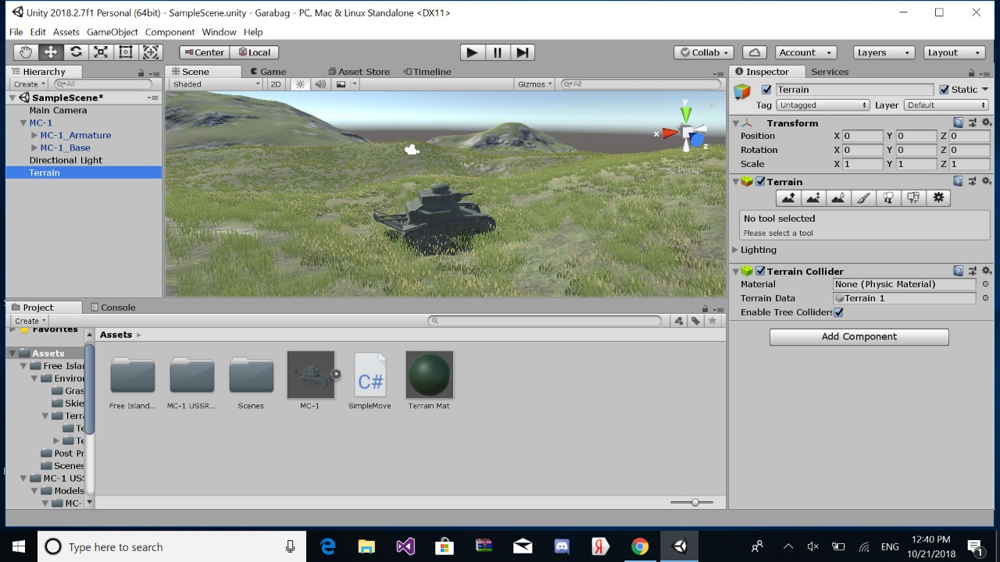 Unity 2018.2.7f1 Personal (64bit) - SampleScene.unity - Garabag - PC, Mac & Linux Standalone <DX11>
File Edit Assets GameObject Component Window Help
Center Local Collab Account Layers Layout
Hierarchy
Create All
SampleScene*
Main Camera
MC-1
MC-1_Armature
MC-1_Base
Directional Light
Terrain
Scene Game Asset Store Timeline
Shaded 2D Gizmos All
y
x
z
Persp
Inspector Services
Terrain Static
Tag Untagged Layer Default
Transform
Position X 0 Y 0 Z 0
Rotation X 0 Y 0 Z 0
Scale X 1 Y 1 Z 1
Terrain
No tool selected
Please select a tool
Lighting
Terrain Collider
Material None (Physic Material)
Terrain Data Terrain 1
Enable Tree Colliders
Add Component
Project Console
Create
Favorites
Assets
Free Islar
Enviror
Gras
Skie
Terra
Te
Te
Post Pr
Scenes
MC-1 USS
Models
MC-
Assets
Free Island...
MC-1 USSR...
Scenes
MC-1
C#
SimpleMove
Terrain Mat
Type here to search
Я
ENG
12:40 PM
10/21/2018
1